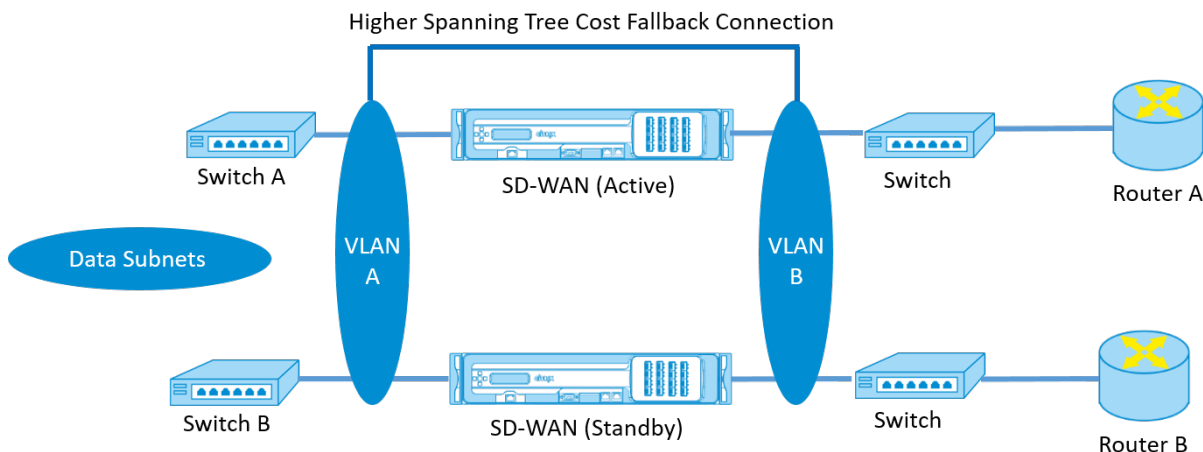 Higher Spanning Tree Cost Fallback Connection
Switch A
SD-WAN (Active)
Switch
Router A
Data Subnets
VLAN
A
VLAN
B
Switch B
SD-WAN (Standby)
Switch
Router B